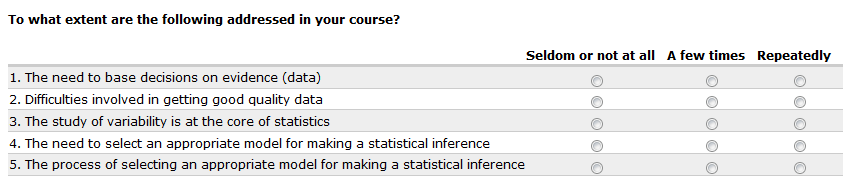 To what extent are the following addressed in your course?
Seldom or not at all A few times Repeatedly
1. The need to base decisions on evidence (data)
2. Difficulties involved in getting good quality data
3. The study of variability is at the core of statistics
4. The need to select an appropriate model for making a statistical inference
5. The process of selecting an appropriate model for making a statistical inference